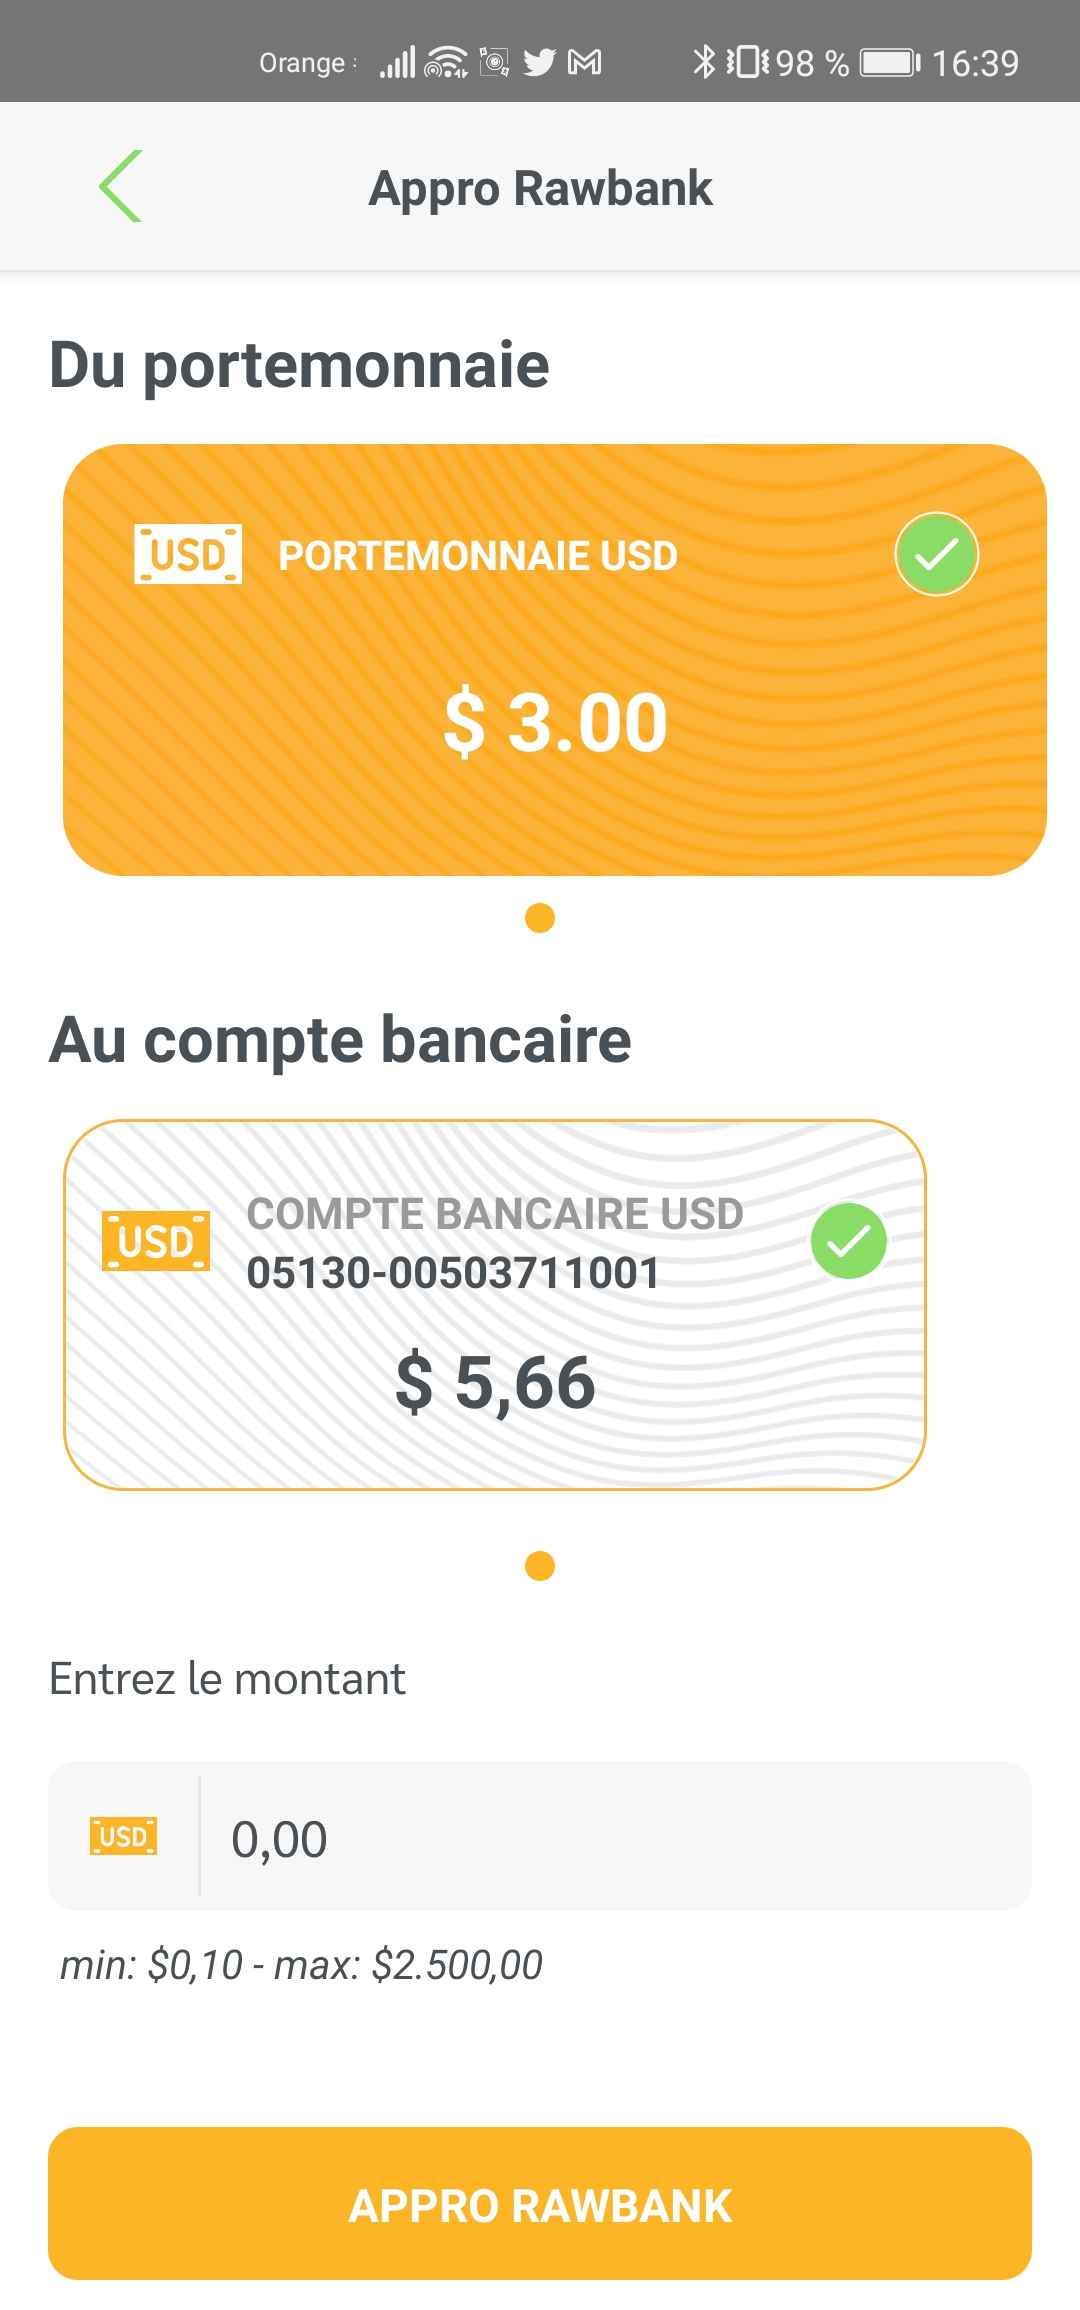 Orange :
98 %
16:39
Appro Rawbank
Du portemonnaie
USD PORTEMONNAIE USD
$ 3.00
Au compte bancaire
USD COMPTE BANCAIRE USD
05130-00503711001
$ 5,66
Entrez le montant
USD 0,00
min: $0,10 - max: $2.500,00
APPRO RAWBANK